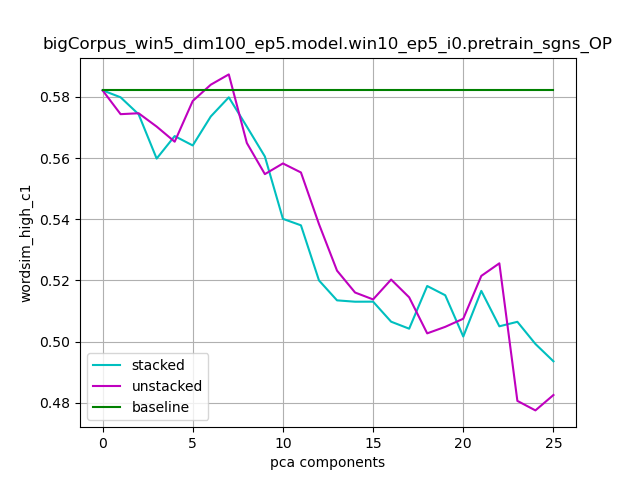 bigCorpus_win5_dim100_ep5.model.win10_ep5_i0.pretrain_sgns_OP
0.58
0.56
0.54
0.52
0.50
0.48
wordsim_high_c1
stacked
unstacked
baseline
0 5 10 15 20 25
pca components